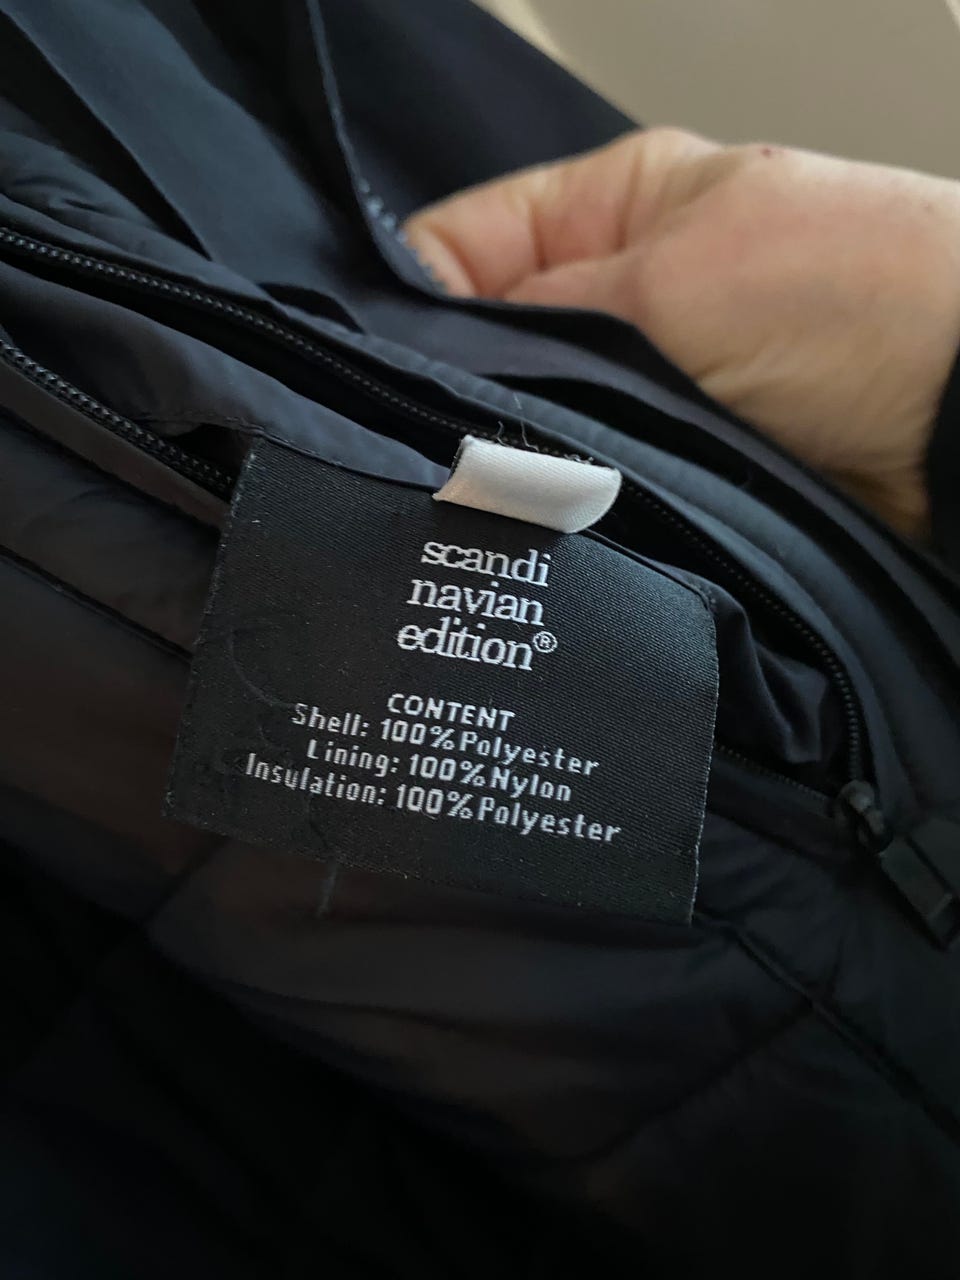 scandi
navian
edition®
CONTENT
Shell: 100% Polyester
Lining: 100% Nylon
Insulation: 100% Polyester